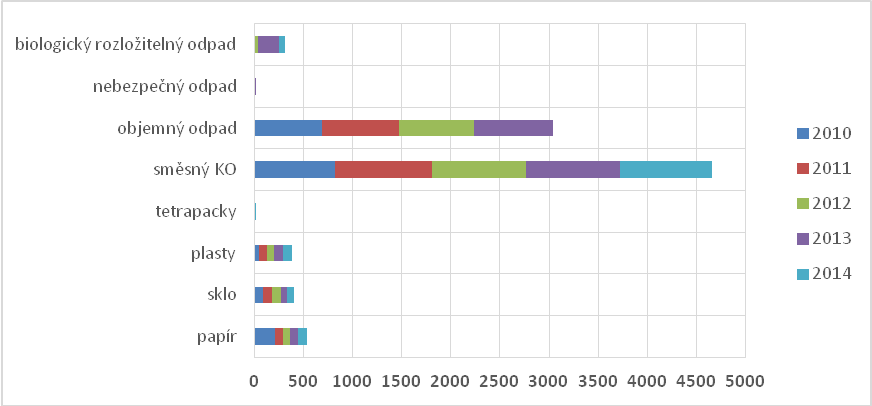 biologický rozložitelný odpad
nebezpečný odpad
objemný odpad
směsný KO
tetrapacky
plasty
sklo
papír
0 500 1000 1500 2000 2500 3000 3500 4000 4500 5000
2010
2011
2012
2013
2014